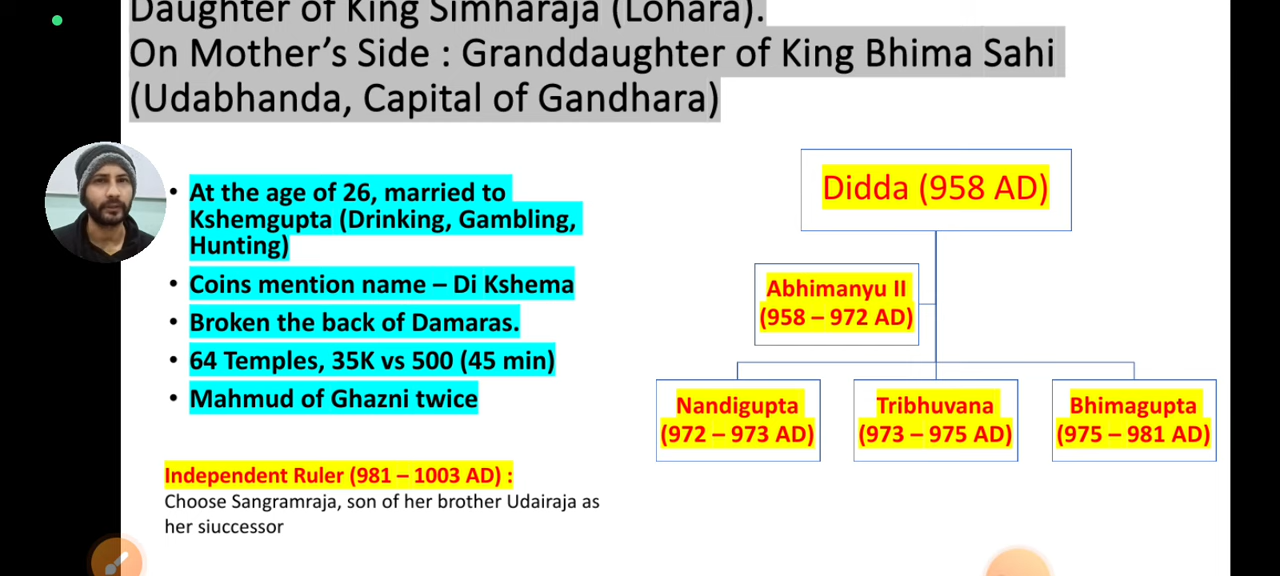 Daughter of King Simharaja (Lohara).
On Mother's Side : Granddaughter of King Bhima Sahi
(Udabhanda, Capital of Gandhara)
• At the age of 26, married to
Kshemgupta (Drinking, Gambling,
Hunting)
• Coins mention name – Di Kshema
• Broken the back of Damaras.
• 64 Temples, 35K vs 500 (45 min)
• Mahmud of Ghazni twice
Independent Ruler (981 – 1003 AD) :
Choose Sangramraja, son of her brother Udairaja as
her siuccessor
Didda (958 AD)
Abhimanyu II
(958 – 972 AD)
Nandigupta
(972 – 973 AD)
Tribhuvana
(973 – 975 AD)
Bhimagupta
(975 – 981 AD)